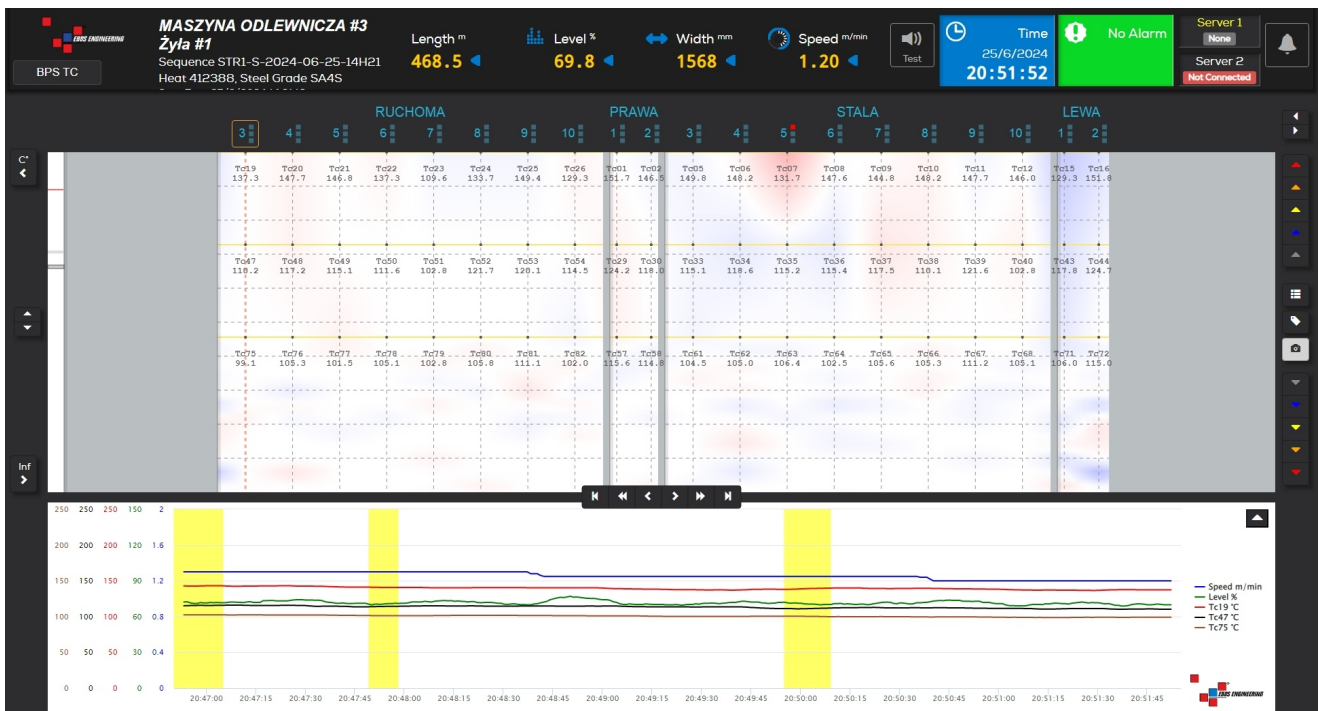 EBDS ENGINEERING
BPS TC
MASZYNA ODLEWNICZA #3
Żyła #1
Sequence STR1-S-2024-06-25-14H21
Heat 412388, Steel Grade SA4S
Length m
468.5
Level %
69.8
Width mm
1568
Speed m/min
1.20
Test
Time
25/6/2024
20:51:52
No Alarm
Server 1
None
Server 2
Not Connected
RUCHOMA PRAWA STALA LEWA
3 4 5 6 7 8 9 10 1 2 3 4 5 6 7 8 9 10 1 2
C°
Tc19 Tc20 Tc21 Tc22 Tc23 Tc24 Tc25 Tc26 Tc01 Tc02 Tc05 Tc06 Tc07 Tc08 Tc09 Tc10 Tc11 Tc12 Tc15 Tc16
137.3 147.7 146.8 137.3 109.6 133.7 149.4 129.3 151.7 146.5 149.8 148.2 131.7 147.6 144.8 148.2 147.7 146.0 129.3 151.8
Tc47 Tc48 Tc49 Tc50 Tc51 Tc52 Tc53 Tc54 Tc29 Tc30 Tc33 Tc34 Tc35 Tc36 Tc37 Tc38 Tc39 Tc40 Tc43 Tc44
110.2 117.2 115.1 111.6 102.8 121.7 120.1 114.5 124.2 118.0 115.1 118.6 115.2 115.4 117.5 110.1 121.6 102.8 117.8 124.7
Tc75 Tc76 Tc77 Tc78 Tc79 Tc80 Tc81 Tc82 Tc57 Tc58 Tc61 Tc62 Tc63 Tc64 Tc65 Tc66 Tc67 Tc68 Tc71 Tc72
99.1 105.3 101.5 105.1 102.8 105.8 111.1 102.0 115.6 114.8 104.5 105.0 106.4 102.5 105.6 105.3 111.2 105.1 106.0 115.0
Inf
250 250 250 150 2
200 200 200 120 1.6
150 150 150 90 1.2
100 100 100 60 0.8
50 50 50 30 0.4
0 0 0 0 0
20:47:00 20:47:15 20:47:30 20:47:45 20:48:00 20:48:15 20:48:30 20:48:45 20:49:00 20:49:15 20:49:30 20:49:45 20:50:00 20:50:15 20:50:30 20:50:45 20:51:00 20:51:15 20:51:30 20:51:45
Speed m/min
Level %
Tc19 °C
Tc47 °C
Tc75 °C
EBDS ENGINEERING